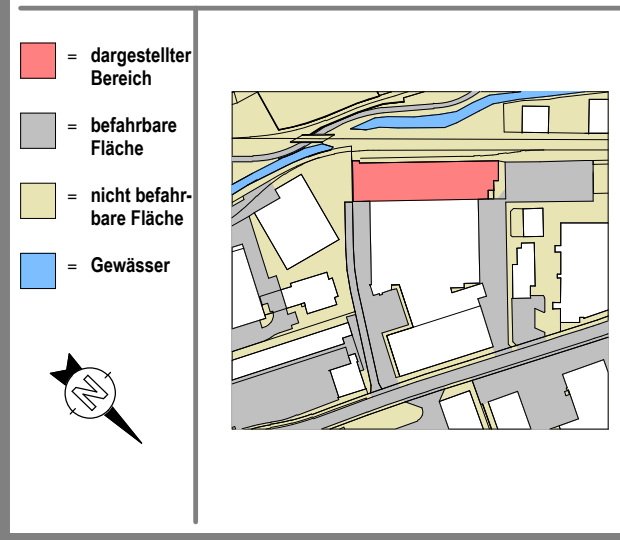 = dargestellter
Bereich
= befahrbare
Fläche
= nicht befahr-
bare Fläche
= Gewässer
N